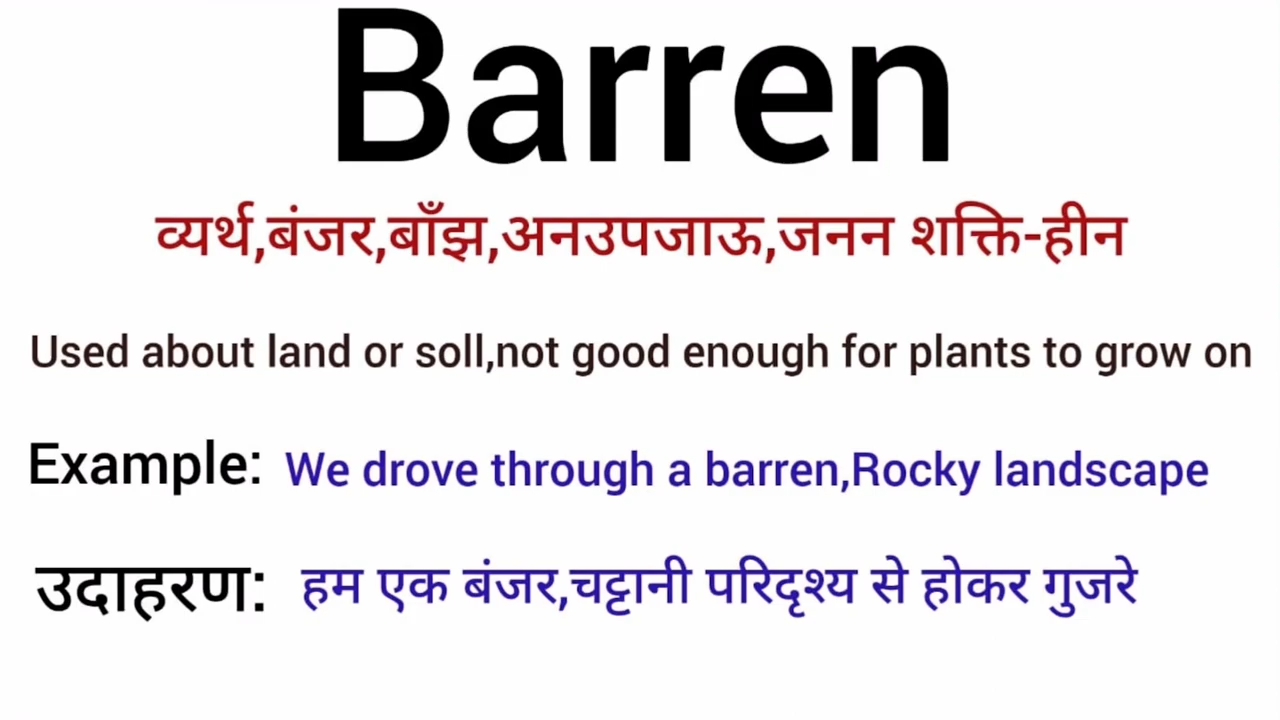 Barren
व्यर्थ,बंजर,बाँझ,अनउपजाऊ,जनन शक्ति-हीन
Used about land or soll,not good enough for plants to grow on
Example: We drove through a barren,Rocky landscape
उदाहरण: हम एक बंजर,चट्टानी परिदृश्य से होकर गुजरे